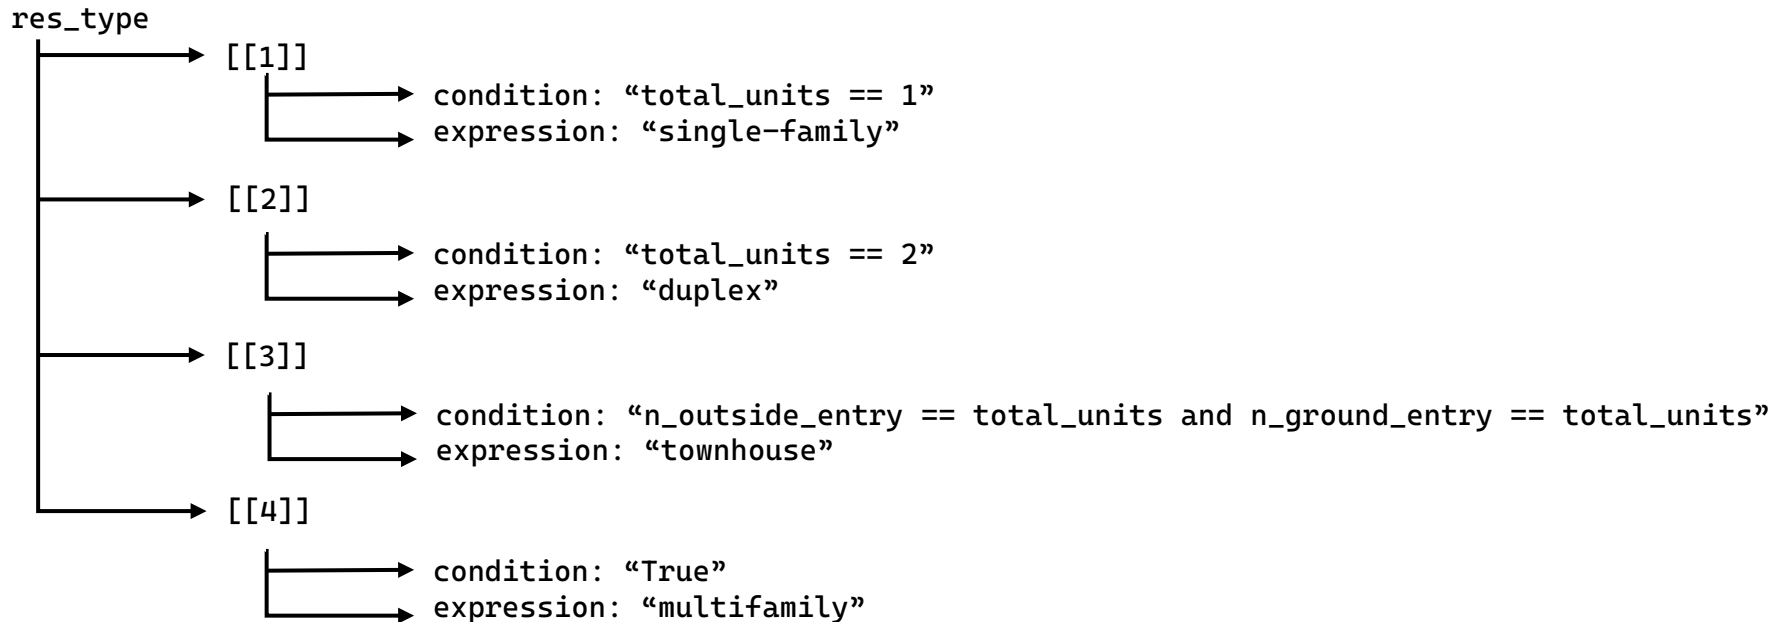 res_type
[[1]]
condition: “total_units == 1”
expression: “single-family”
[[2]]
condition: “total_units == 2”
expression: “duplex”
[[3]]
condition: “n_outside_entry == total_units and n_ground_entry == total_units”
expression: “townhouse”
[[4]]
condition: “True”
expression: “multifamily”